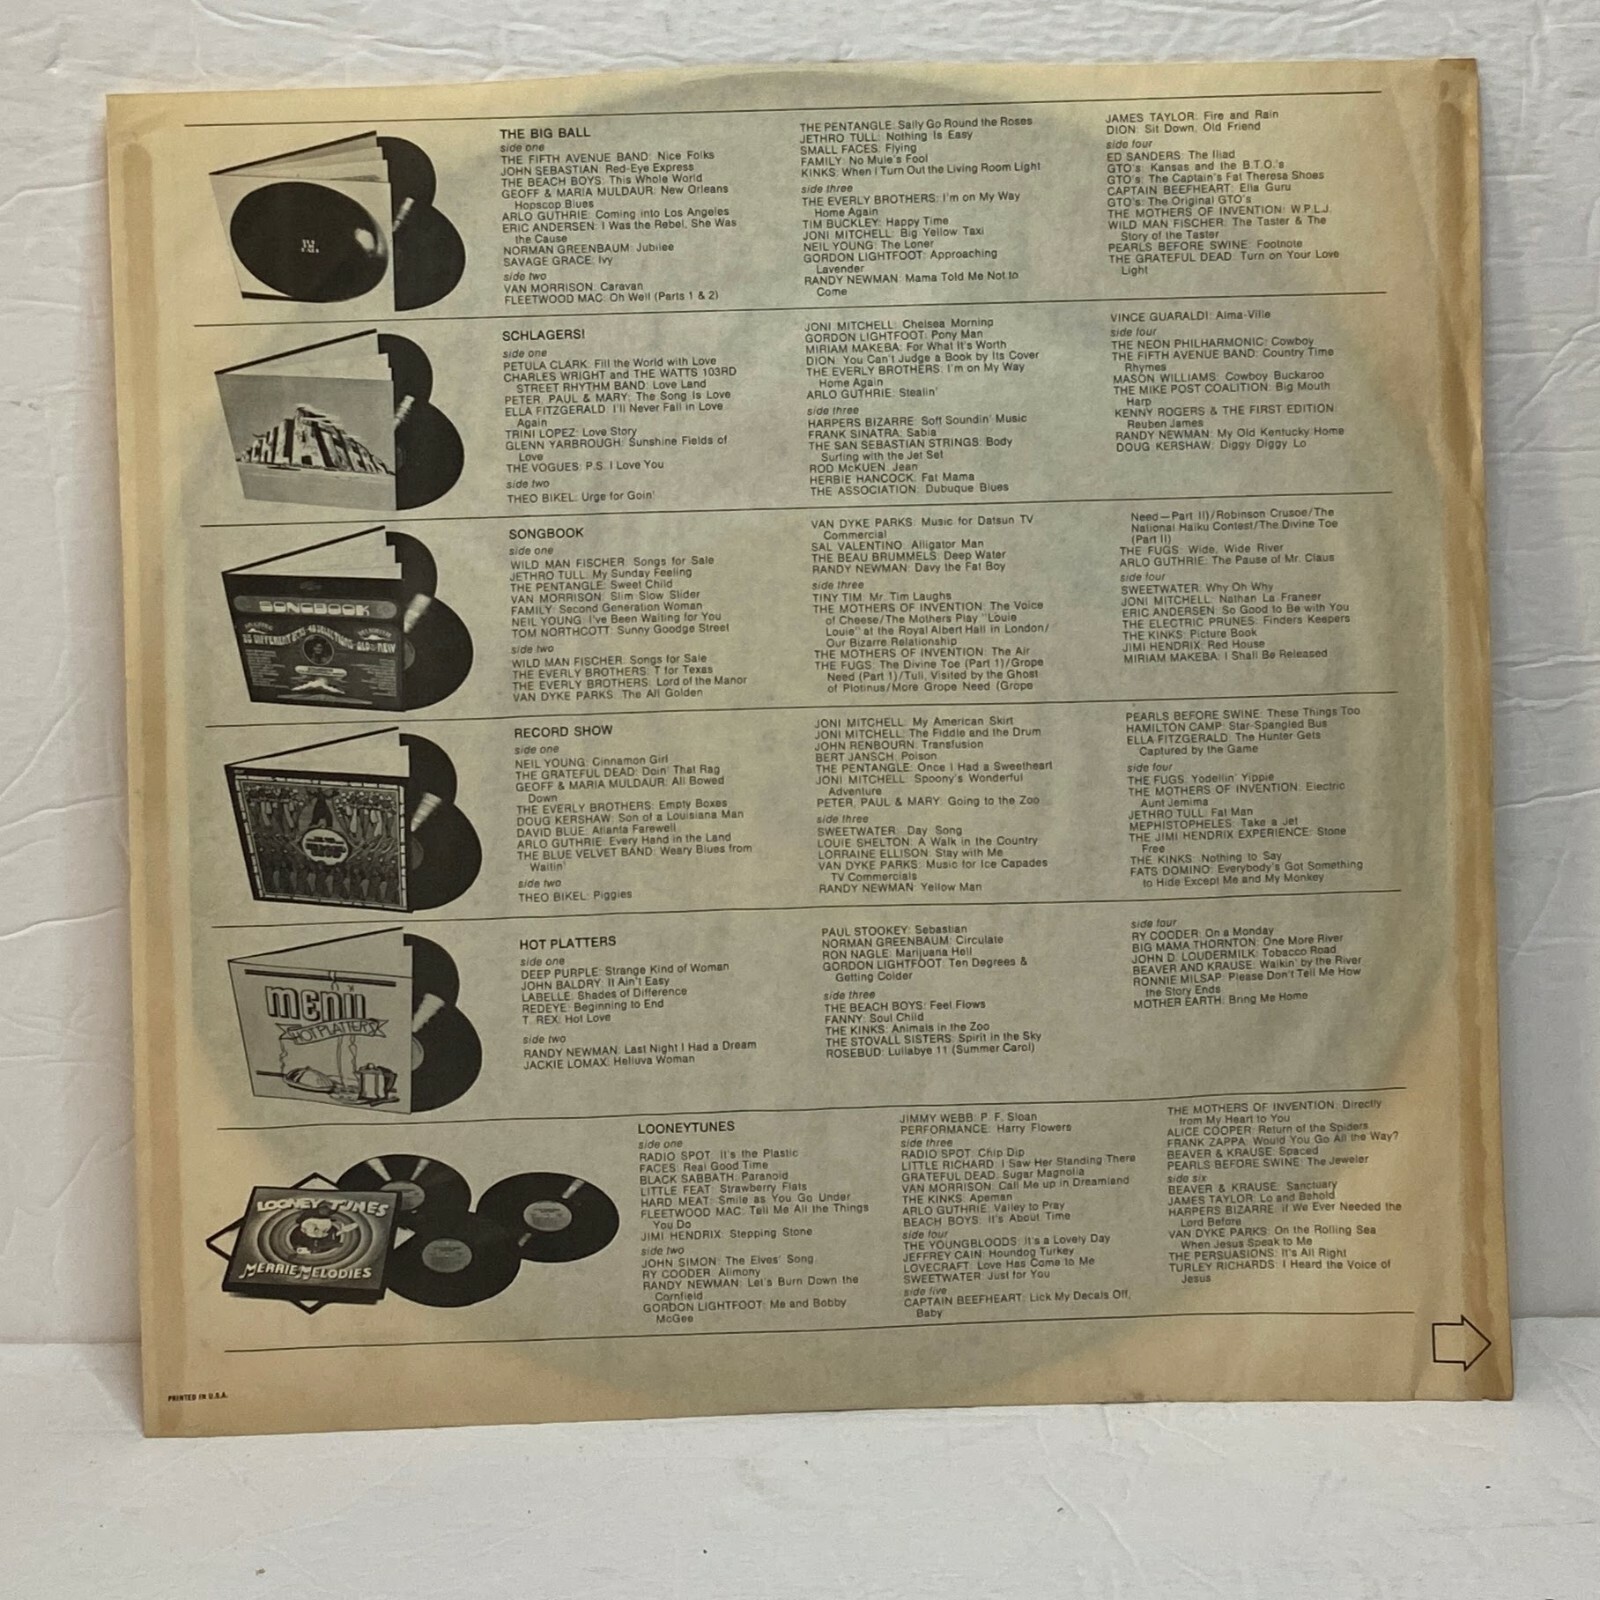 THE BIG BALL
side one
THE FIFTH AVENUE BAND: Nice Folks
JOHN SEBASTIAN: Red-Eye Express
THE BEACH BOYS: This Whole World
GEOFF & MARIA MULDAUR: New Orleans
Hopscop Blues
ARLO GUTHRIE: Coming into Los Angeles
ERIC ANDERSEN: I Was the Rebel, She Was
the Cause
NORMAN GREENBAUM: Jubilee
SAVAGE GRACE: Ivy
side two
VAN MORRISON: Caravan
FLEETWOOD MAC: Oh Well (Parts 1 & 2)
THE PENTANGLE: Sally Go Round the Roses
JETHRO TULL: Nothing Is Easy
SMALL FACES: Flying
FAMILY: No Mule's Fool
KINKS: When I Turn Out the Living Room Light
side three
THE EVERLY BROTHERS: I'm on My Way
Home Again
TIM BUCKLEY: Happy Time
JONI MITCHELL: Big Yellow Taxi
NEIL YOUNG: The Loner
GORDON LIGHTFOOT: Approaching
Lavender
RANDY NEWMAN: Mama Told Me Not to
Come
JAMES TAYLOR: Fire and Rain
DION: Sit Down, Old Friend
side four
ED SANDERS: The Iliad
GTO's: Kansas and the B.T.O.'s
GTO's: The Captain's Fat Theresa Shoes
CAPTAIN BEEFHEART: Ella Guru
GTO's: The Original GTO's
THE MOTHERS OF INVENTION: W.P.L.J.
WILD MAN FISCHER: The Taster & The
Story of the Taster
PEARLS BEFORE SWINE: Footnote
THE GRATEFUL DEAD: Turn on Your Love
Light
SCHLAGERS!
side one
PETULA CLARK: Fill the World with Love
CHARLES WRIGHT and THE WATTS 103RD
STREET RHYTHM BAND: Love Land
PETER, PAUL & MARY: The Song Is Love
ELLA FITZGERALD: I'll Never Fall in Love
Again
TRINI LOPEZ: Love Story
GLENN YARBROUGH: Sunshine Fields of
Love
THE VOGUES: P.S. I Love You
side two
THEO BIKEL: Urge for Goin'
JONI MITCHELL: Chelsea Morning
GORDON LIGHTFOOT: Pony Man
MIRIAM MAKEBA: For What It's Worth
DION: You Can't Judge a Book by Its Cover
THE EVERLY BROTHERS: I'm on My Way
Home Again
ARLO GUTHRIE: Stealin'
side three
HARPERS BIZARRE: Soft Soundin' Music
FRANK SINATRA: Sabia
THE SAN SEBASTIAN STRINGS: Body
Surfing with the Jet Set
ROD McKUEN: Jean
HERBIE HANCOCK: Fat Mama
THE ASSOCIATION: Dubuque Blues
VINCE GUARALDI: Alma-Ville
side four
THE NEON PHILHARMONIC: Cowboy
THE FIFTH AVENUE BAND: Country Time
Rhymes
MASON WILLIAMS: Cowboy Buckaroo
THE MIKE POST COALITION: Big Mouth
Harp
KENNY ROGERS & THE FIRST EDITION:
Reuben James
RANDY NEWMAN: My Old Kentucky Home
DOUG KERSHAW: Diggy Diggy Lo
SONGBOOK
SONGBOOK
side one
WILD MAN FISCHER: Songs for Sale
JETHRO TULL: My Sunday Feeling
THE PENTANGLE: Sweet Child
VAN MORRISON: Slim Slow Slider
FAMILY: Second Generation Woman
NEIL YOUNG: I've Been Waiting for You
TOM NORTHCOTT: Sunny Goodge Street
side two
WILD MAN FISCHER: Songs for Sale
THE EVERLY BROTHERS: T for Texas
THE EVERLY BROTHERS: Lord of the Manor
VAN DYKE PARKS: The All Golden
VAN DYKE PARKS: Music for Datsun TV
Commercial
SAL VALENTINO: Alligator Man
THE BEAU BRUMMELS: Deep Water
RANDY NEWMAN: Davy the Fat Boy
side three
TINY TIM: Mr. Tim Laughs
THE MOTHERS OF INVENTION: The Voice
of Cheese/The Mothers Play "Louie
Louie" at the Royal Albert Hall in London/
Our Bizarre Relationship
THE MOTHERS OF INVENTION: The Air
THE FUGS: The Divine Toe (Part 1)/Grope
Need (Part 1)/Tuli, Visited by the Ghost
of Plotinus/More Grope Need (Grope
Need—Part II)/Robinson Crusoe/The
National Haiku Contest/The Divine Toe
(Part II)
THE FUGS: Wide, Wide River
ARLO GUTHRIE: The Pause of Mr. Claus
side four
SWEETWATER: Why Oh Why
JONI MITCHELL: Nathan La Franeer
ERIC ANDERSEN: So Good to Be with You
THE ELECTRIC PRUNES: Finders Keepers
THE KINKS: Picture Book
JIMI HENDRIX: Red House
MIRIAM MAKEBA: I Shall Be Released
RECORD SHOW
side one
NEIL YOUNG: Cinnamon Girl
THE GRATEFUL DEAD: Doin' That Rag
GEOFF & MARIA MULDAUR: All Bowed
Down
THE EVERLY BROTHERS: Empty Boxes
DOUG KERSHAW: Son of a Louisiana Man
DAVID BLUE: Atlanta Farewell
ARLO GUTHRIE: Every Hand in the Land
THE BLUE VELVET BAND: Weary Blues from
Waitin'
side two
THEO BIKEL: Piggies
JONI MITCHELL: My American Skirt
JONI MITCHELL: The Fiddle and the Drum
JOHN RENBOURN: Transfusion
BERT JANSCH: Poison
THE PENTANGLE: Once I Had a Sweetheart
JONI MITCHELL: Spoony's Wonderful
Adventure
PETER, PAUL & MARY: Going to the Zoo
side three
SWEETWATER: Day Song
LOUIE SHELTON: A Walk in the Country
LORRAINE ELLISON: Stay with Me
VAN DYKE PARKS: Music for Ice Capades
TV Commercials
RANDY NEWMAN: Yellow Man
PEARLS BEFORE SWINE: These Things Too
HAMILTON CAMP: Star-Spangled Bus
ELLA FITZGERALD: The Hunter Gets
Captured by the Game
side four
THE FUGS: Yodellin' Yippie
THE MOTHERS OF INVENTION: Electric
Aunt Jemima
JETHRO TULL: Fat Man
MEPHISTOPHELES: Take a Jet
THE JIMI HENDRIX EXPERIENCE: Stone
Free
THE KINKS: Nothing to Say
FATS DOMINO: Everybody's Got Something
to Hide Except Me and My Monkey
MENU
HOT PLATTERS
HOT PLATTERS
side one
DEEP PURPLE: Strange Kind of Woman
JOHN BALDRY: It Ain't Easy
LABELLE: Shades of Difference
REDEYE: Beginning to End
T. REX: Hot Love
side two
RANDY NEWMAN: Last Night I Had a Dream
JACKIE LOMAX: Helluva Woman
PAUL STOOKEY: Sebastian
NORMAN GREENBAUM: Circulate
RON NAGLE: Marijuana Hell
GORDON LIGHTFOOT: Ten Degrees &
Getting Colder
side three
THE BEACH BOYS: Feel Flows
FANNY: Soul Child
THE KINKS: Animals in the Zoo
THE STOVALL SISTERS: Spirit in the Sky
ROSEBUD: Lullabye 11 (Summer Carol)
side four
RY COODER: On a Monday
BIG MAMA THORNTON: One More River
JOHN D. LOUDERMILK: Tobacco Road
BEAVER AND KRAUSE: Walkin' by the River
RONNIE MILSAP: Please Don't Tell Me How
the Story Ends
MOTHER EARTH: Bring Me Home
LOONEY TUNES
MERRIE MELODIES
LOONEYTUNES
side one
RADIO SPOT: It's the Plastic
FACES: Real Good Time
BLACK SABBATH: Paranoid
LITTLE FEAT: Strawberry Flats
HARD MEAT: Smile as You Go Under
FLEETWOOD MAC: Tell Me All the Things
You Do
JIMI HENDRIX: Stepping Stone
side two
JOHN SIMON: The Elves' Song
RY COODER: Alimony
RANDY NEWMAN: Let's Burn Down the
Cornfield
GORDON LIGHTFOOT: Me and Bobby
McGee
JIMMY WEBB: P. F. Sloan
PERFORMANCE: Harry Flowers
side three
RADIO SPOT: Chip Dip
LITTLE RICHARD: I Saw Her Standing There
GRATEFUL DEAD: Sugar Magnolia
VAN MORRISON: Call Me up in Dreamland
THE KINKS: Apeman
ARLO GUTHRIE: Valley to Pray
BEACH BOYS: It's About Time
side four
THE YOUNGBLOODS: It's a Lovely Day
JEFFREY CAIN: Houndog Turkey
LOVECRAFT: Love Has Come to Me
SWEETWATER: Just for You
side five
CAPTAIN BEEFHEART: Lick My Decals Off,
Baby
THE MOTHERS OF INVENTION: Directly
from My Heart to You
ALICE COOPER: Return of the Spiders
FRANK ZAPPA: Would You Go All the Way?
BEAVER & KRAUSE: Spaced
PEARLS BEFORE SWINE: The Jeweler
side six
BEAVER & KRAUSE: Sanctuary
JAMES TAYLOR: Lo and Behold
HARPERS BIZARRE: If We Ever Needed the
Lord Before
VAN DYKE PARKS: On the Rolling Sea
When Jesus Speak to Me
THE PERSUASIONS: It's All Right
TURLEY RICHARDS: I Heard the Voice of
Jesus
PRINTED IN U.S.A.